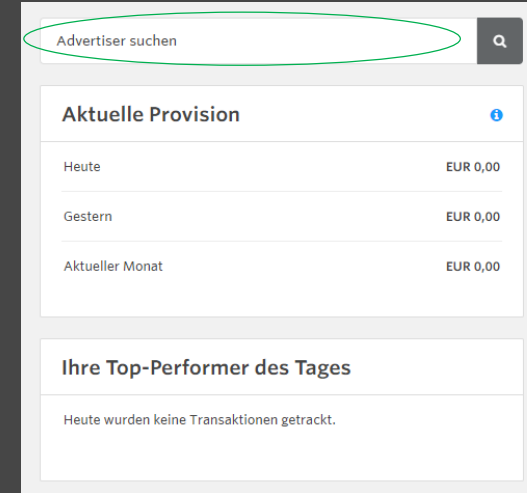 Advertiser suchen
Aktuelle Provision
Heute EUR 0,00
Gestern EUR 0,00
Aktueller Monat EUR 0,00
Ihre Top-Performer des Tages
Heute wurden keine Transaktionen getrackt.